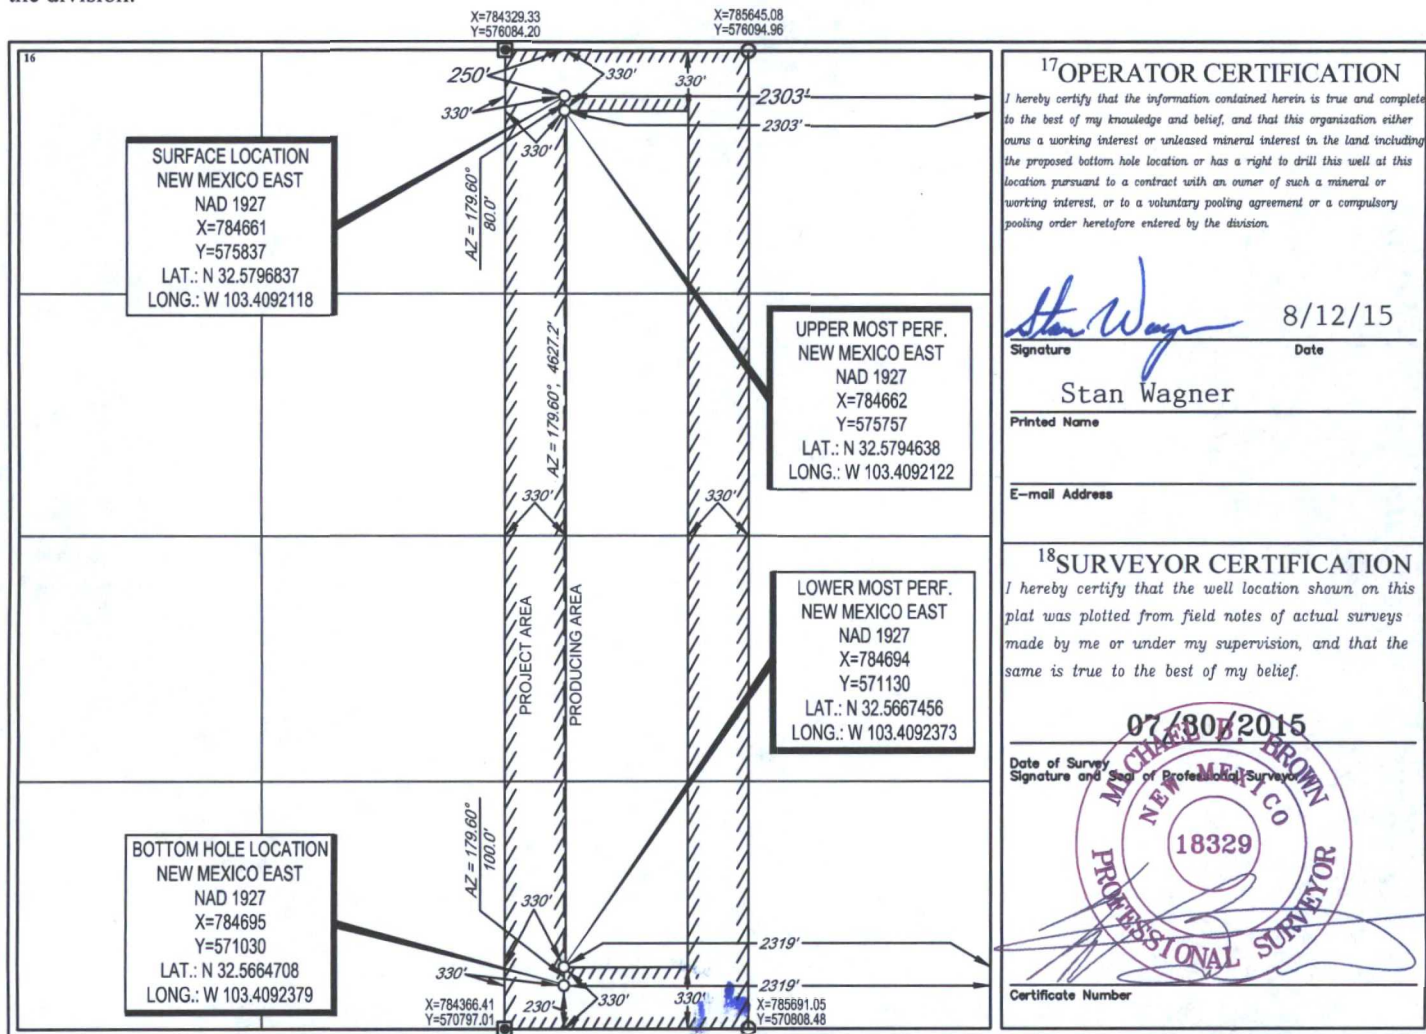 the division.
X=784329.33
Y=576084.20
X=785645.08
Y=576094.96
16
250'
330'
330'
2303'
330'
2303'
330'
AZ = 179.60°
80.0'
SURFACE LOCATION
NEW MEXICO EAST
NAD 1927
X=784661
Y=575837
LAT.: N 32.5796837
LONG.: W 103.4092118
AZ = 179.60°, 4627.2'
UPPER MOST PERF.
NEW MEXICO EAST
NAD 1927
X=784662
Y=575757
LAT.: N 32.5794638
LONG.: W 103.4092122
330'
330'
PROJECT AREA
PRODUCING AREA
LOWER MOST PERF.
NEW MEXICO EAST
NAD 1927
X=784694
Y=571130
LAT.: N 32.5667456
LONG.: W 103.4092373
AZ = 179.60°
100.0'
BOTTOM HOLE LOCATION
NEW MEXICO EAST
NAD 1927
X=784695
Y=571030
LAT.: N 32.5664708
LONG.: W 103.4092379
330'
2319'
330'
2319'
230'
330'
330'
X=784366.41
Y=570797.01
X=785691.05
Y=570808.48
17 OPERATOR CERTIFICATION
I hereby certify that the information contained herein is true and complete
to the best of my knowledge and belief, and that this organization either
owns a working interest or unleased mineral interest in the land including
the proposed bottom hole location or has a right to drill this well at this
location pursuant to a contract with an owner of such a mineral or
working interest, or to a voluntary pooling agreement or a compulsory
pooling order heretofore entered by the division.
Stan Wagner 8/12/15
Signature Date
Stan Wagner
Printed Name
E-mail Address
18 SURVEYOR CERTIFICATION
I hereby certify that the well location shown on this
plat was plotted from field notes of actual surveys
made by me or under my supervision, and that the
same is true to the best of my belief.
07/30/2015
Date of Survey
Signature and Seal of Professional Surveyor
MICHAEL B. BROWN
NEW MEXICO
18329
PROFESSIONAL SURVEYOR
Certificate Number